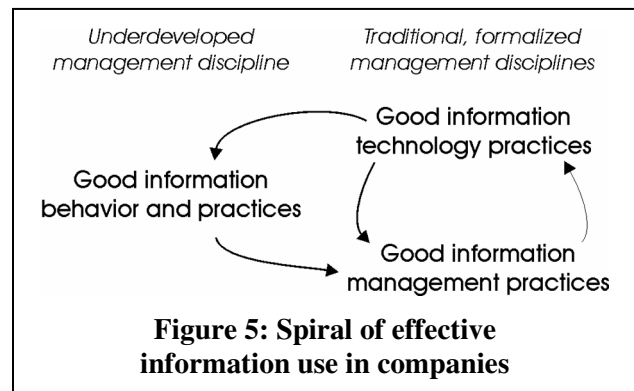 Underdeveloped
management discipline
Traditional, formalized
management disciplines
Good information
technology practices
Good information
behavior and practices
Good information
management practices
Figure 5: Spiral of effective
information use in companies